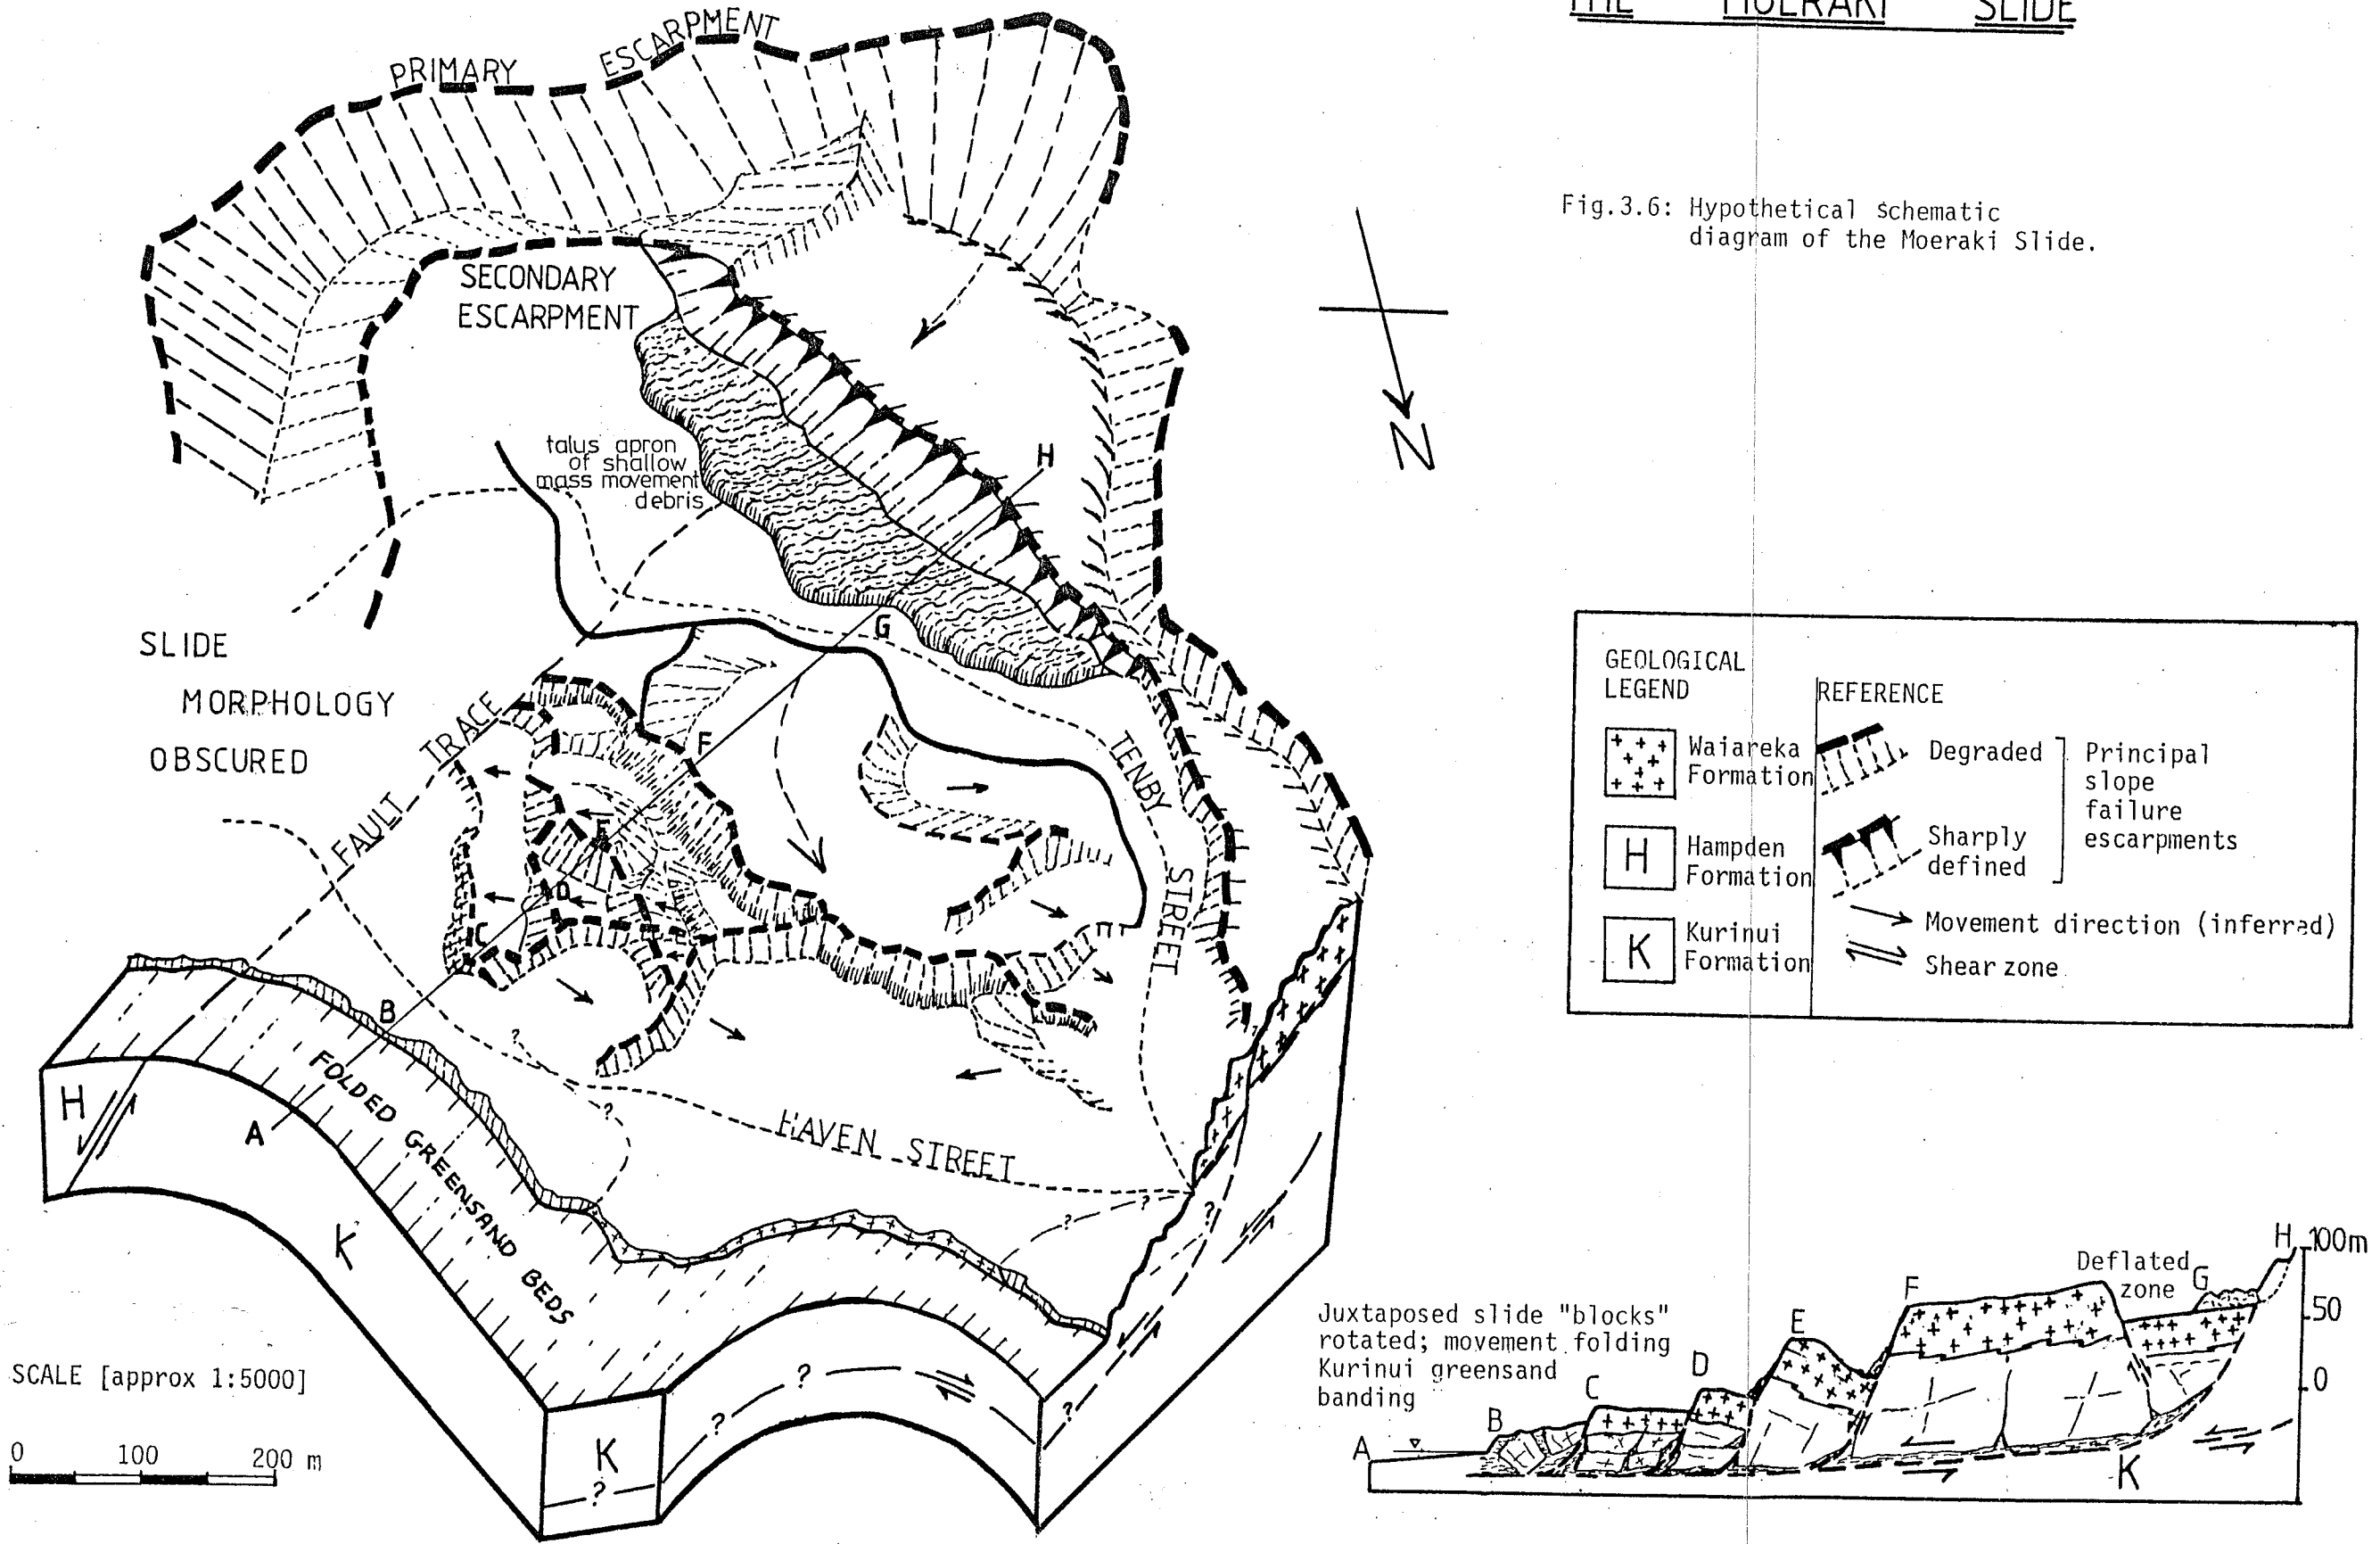 THE MOERAKI SLIDE
PRIMARY ESCARPMENT
Fig.3.6: Hypothetical Schematic
diagram of the Moeraki Slide.
N
SECONDARY
ESCARPMENT
talus apron
of shallow
mass movement
debris
H
G
F
E
D
C
B
A
SLIDE
MORPHOLOGY
OBSCURED
FAULT TRACE
TENBY STREET
HAVEN STREET
FOLDED GREENSAND BEDS
H
K
K
?
?
?
?
?
?
?
?
?
?
GEOLOGICAL
LEGEND
Waiareka
Formation
H
Hampden
Formation
K
Kurinui
Formation
REFERENCE
Degraded
Sharply
defined
Principal
slope
failure
escarpments
Movement direction (inferred)
Shear zone
SCALE [approx 1:5000]
0 100 200 m
Juxtaposed slide "blocks"
rotated; movement folding
Kurinui greensand
banding
A
B
C
D
E
F
Deflated
zone
G
H
100m
50
0
K